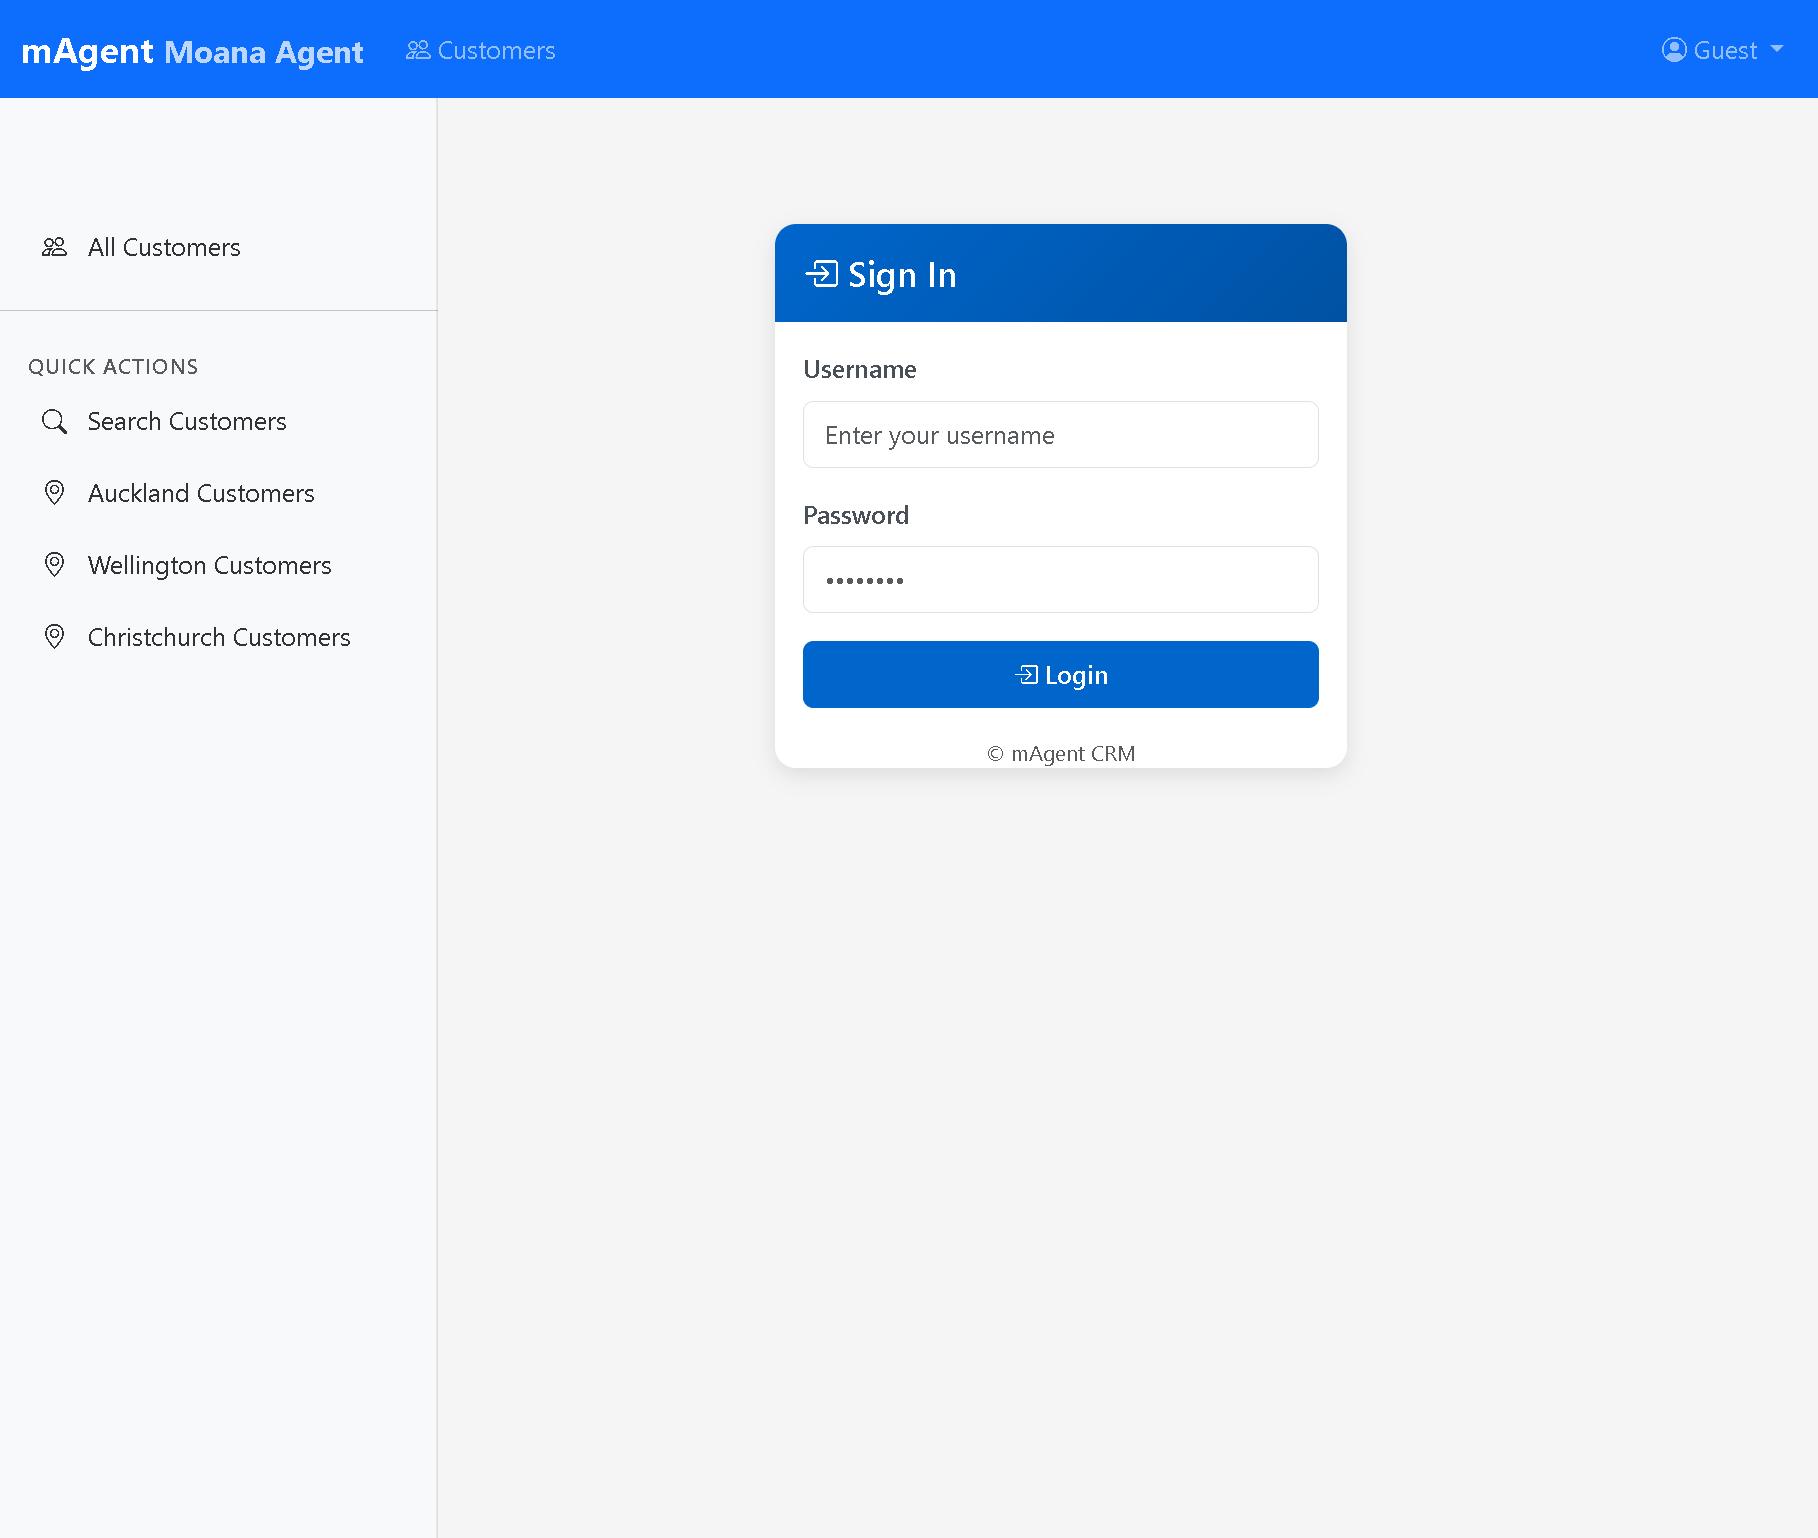 mAgent Moana Agent
Customers
Guest
All Customers
QUICK ACTIONS
Search Customers
Auckland Customers
Wellington Customers
Christchurch Customers
Sign In
Username
Enter your username
Password
••••••••
Login
© mAgent CRM